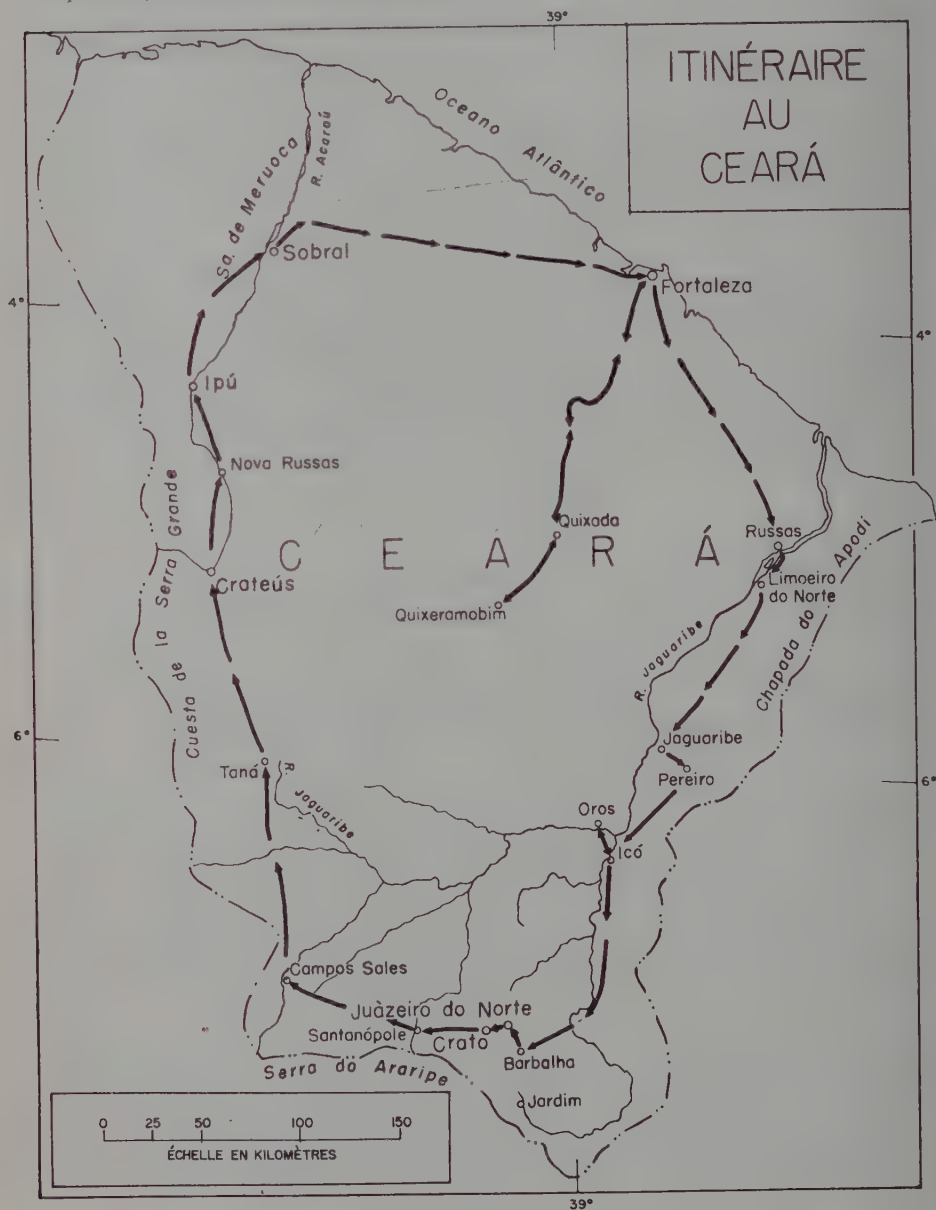 39°
ITINÉRAIRE
AU
CEARÁ
Oceano Atlântico
R. Acaraú
Sa. de Meruoca
Sobral
Fortaleza
4°
4°
Ipú
Nova Russas
Cuesta de la Serra Grande
CEARÁ
Quixada
Russas
Crateús
Limoeiro
do Norte
Quixeramobim
Chapada do Apodi
R. Jaguaribe
6°
Jaguaribe
6°
Taná
R. Jaguaribe
Pereiro
Oros
Icó
Campos Sales
Juàzeiro do Norte
Santanópole
Crato
Barbalha
Serra do Araripe
Jardim
0 25 50 100 150
ÉCHELLE EN KILOMÈTRES
39°